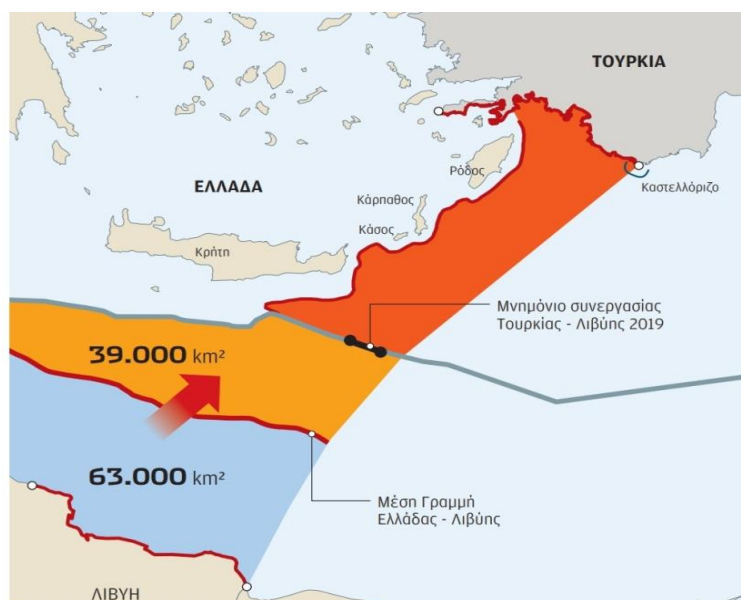 ΤΟΥΡΚΙΑ
Ρόδος
ΕΛΛΑΔΑ
Καστελλόριζο
Κάρπαθος
Κάσος
Κρήτη
Μνημόνιο συνεργασίας
Τουρκίας - Λιβύης 2019
39.000 km²
63.000 km²
Μέση Γραμμή
Ελλάδας - Λιβύης
ΛΙΒΥΗ